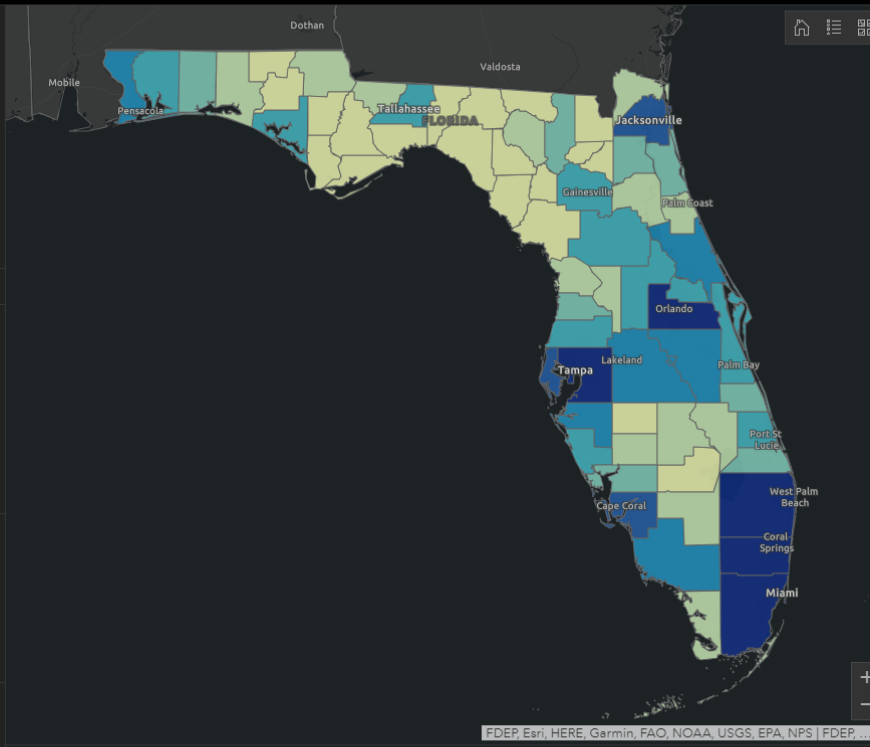 Dothan
Valdosta
Mobile
Pensacola
Tallahassee
FLORIDA
Jacksonville
Gainesville
Palm Coast
Orlando
Lakeland
Tampa
Palm Bay
Port St
Lucie
Cape Coral
West Palm
Beach
Coral
Springs
Miami
+
−
FDEP, Esri, HERE, Garmin, FAO, NOAA, USGS, EPA, NPS | FDEP, ...